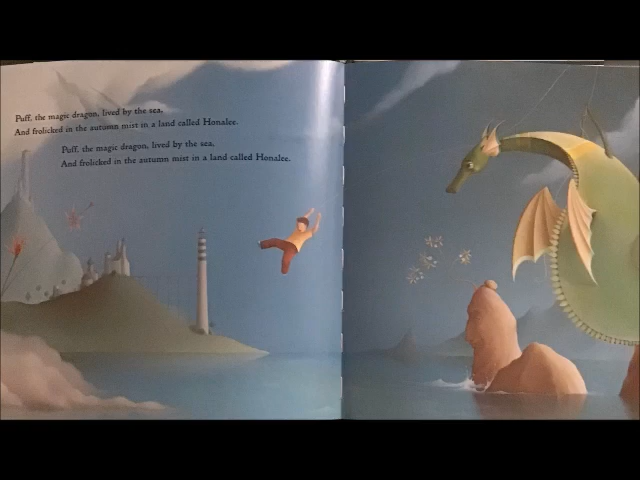 Puff, the magic dragon, lived by the sea,
And frolicked in the autumn mist in a land called Honalee.
Puff, the magic dragon, lived by the sea,
And frolicked in the autumn mist in a land called Honalee.